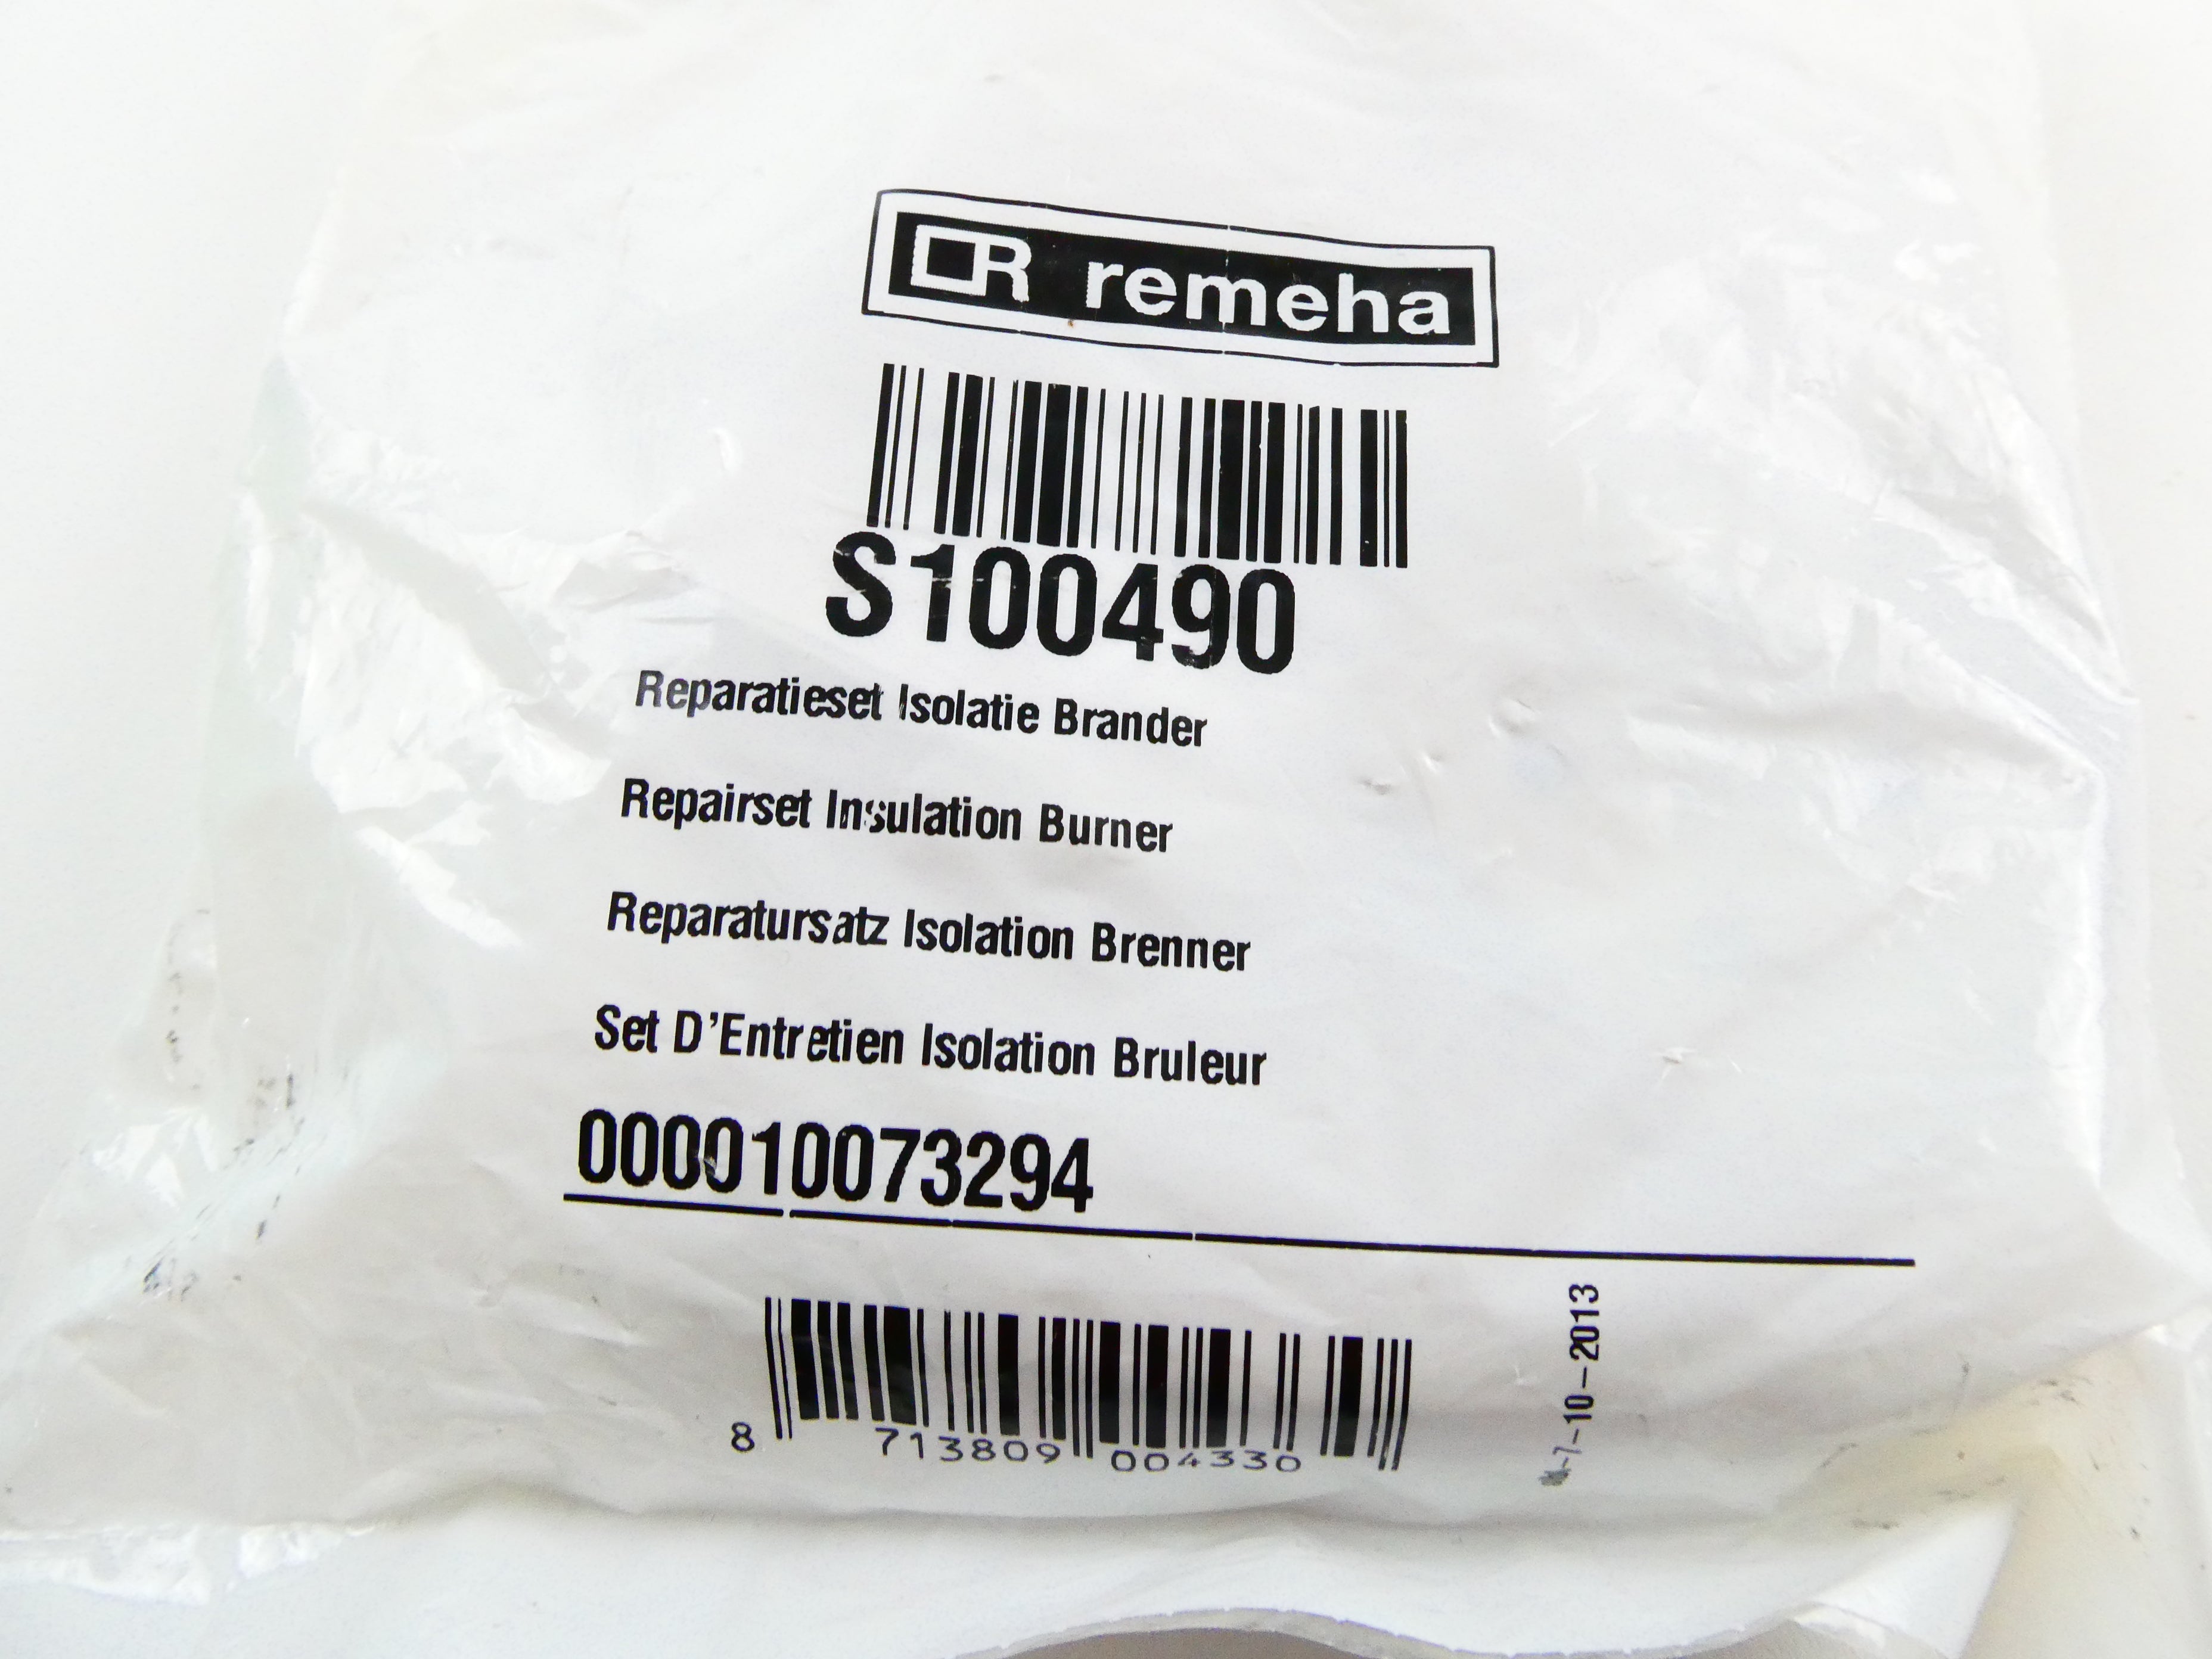 R remeha
S100490
Reparatieset Isolatie Brander
Repairset Insulation Burner
Reparatursatz Isolation Brenner
Set D'Entretien Isolation Bruleur
000010073294
8 713809 004330
7-10-2013